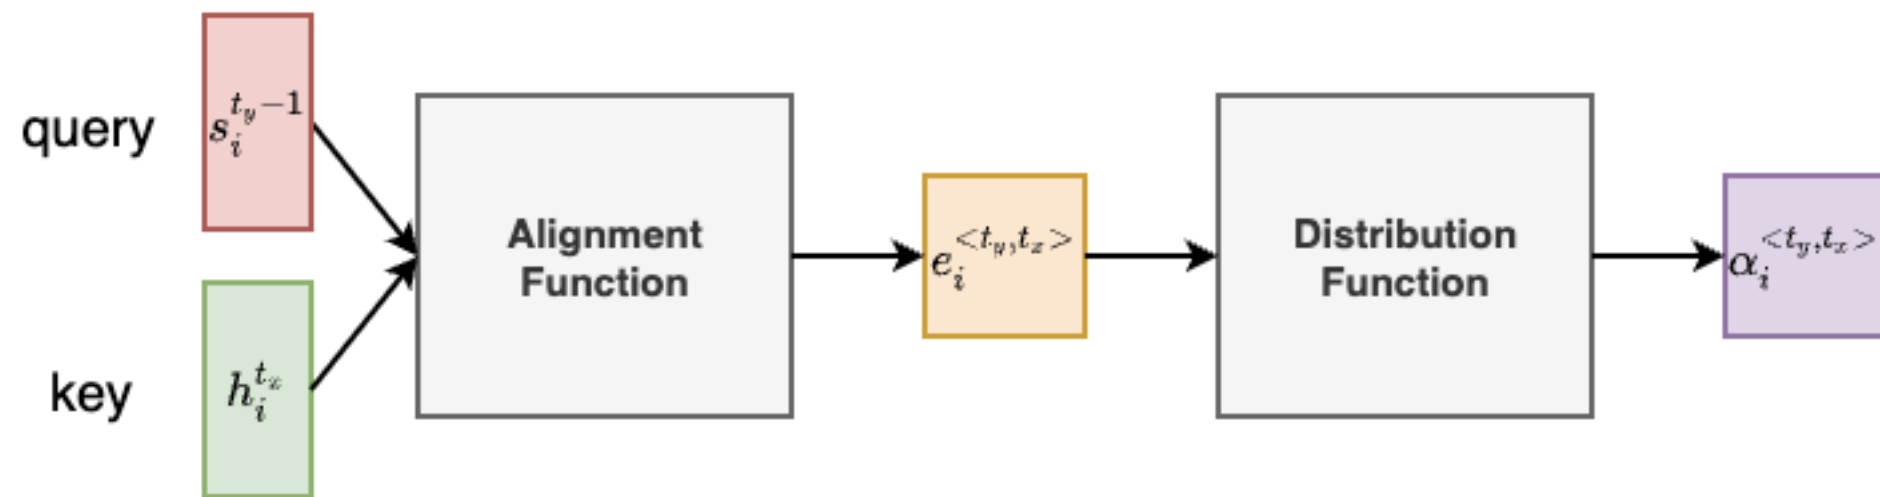 query
s_i^{t_y-1}
key
h_i^{t_x}
Alignment
Function
e_i^{<t_y,t_x>}
Distribution
Function
α_i^{<t_y,t_x>}